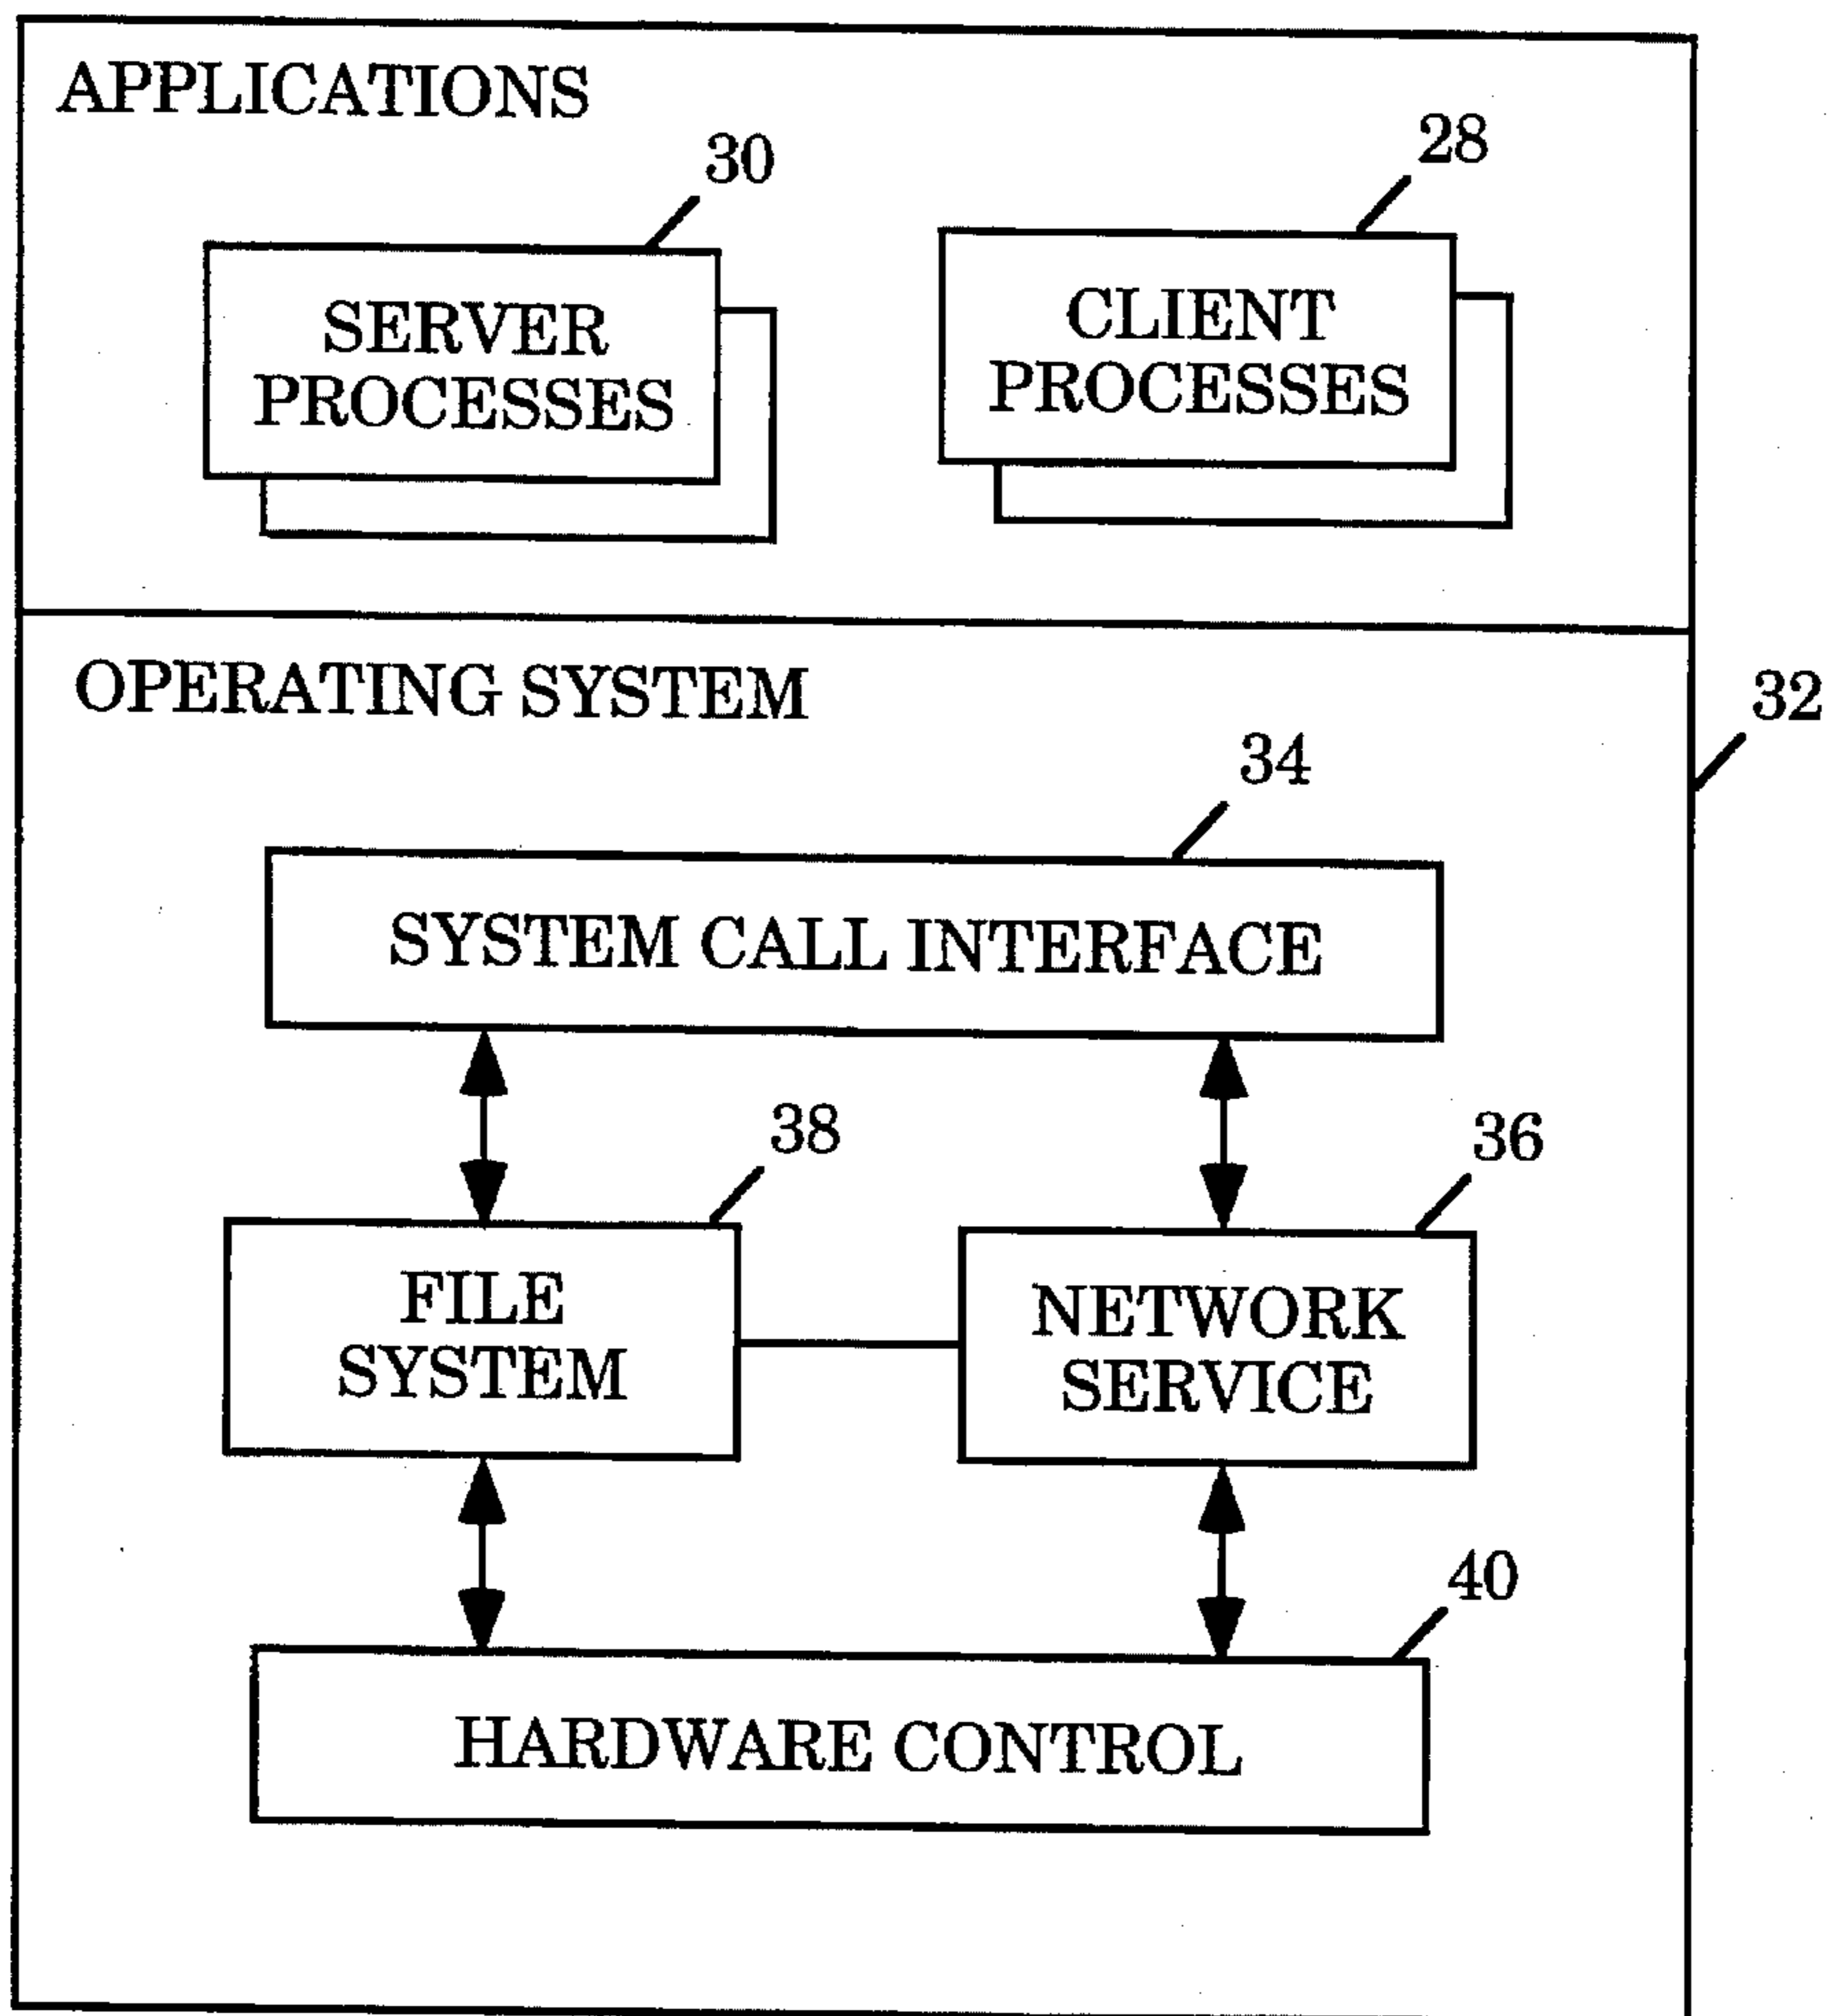 APPLICATIONS
30
28
SERVER
PROCESSES
CLIENT
PROCESSES
OPERATING SYSTEM
32
34
SYSTEM CALL INTERFACE
38
36
FILE
SYSTEM
NETWORK
SERVICE
40
HARDWARE CONTROL